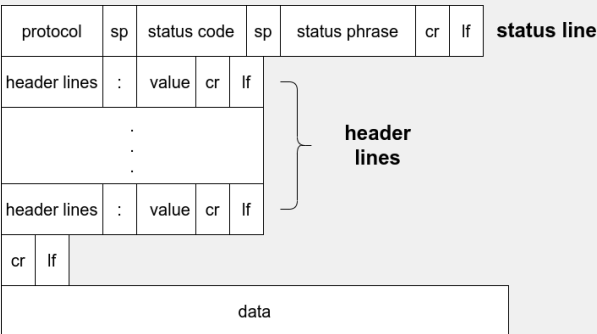 protocol sp status code sp status phrase cr lf status line
header lines : value cr lf
.
.
.
header
lines
header lines : value cr lf
cr lf
data